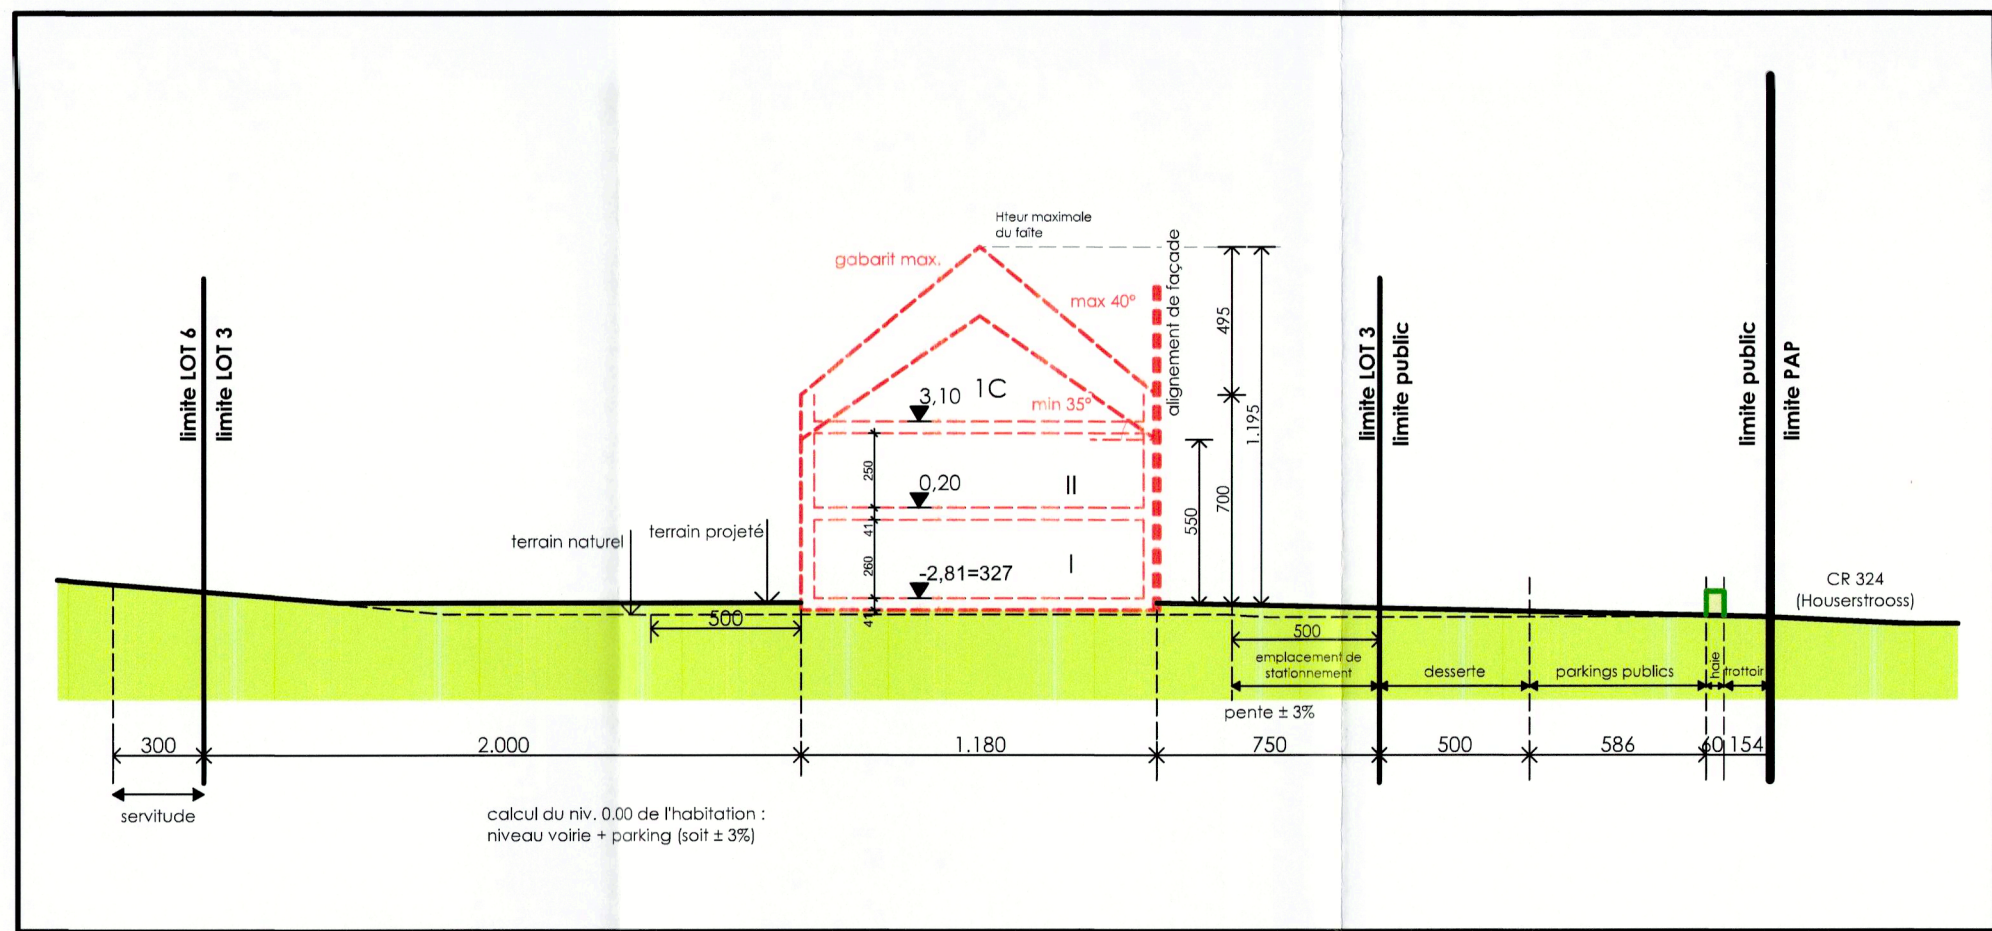 Hteur maximale
du faîte
gabarit max.
max 40°
alignement de façade
495
1.195
limite LOT 6
limite LOT 3
limite LOT 3
limite public
limite public
limite PAP
3,10
1C
min 35°
250
0,20
II
700
550
terrain naturel
terrain projeté
41
260
-2,81=327
I
41
CR 324
(Houserstrooss)
500
500
emplacement de
stationnement
desserte
parkings publics
haie
trottoir
pente ± 3%
300
2.000
1.180
750
500
586
60
154
servitude
calcul du niv. 0.00 de l'habitation :
niveau voirie + parking (soit ± 3%)